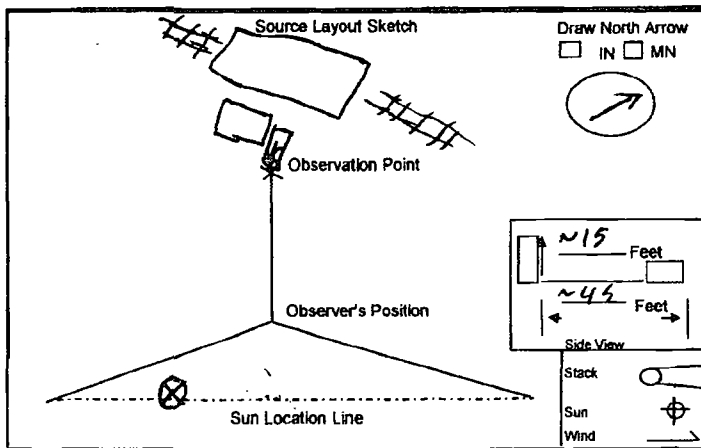 Source Layout Sketch
Draw North Arrow
IN MN
Observation Point
~15 Feet
Observer's Position
~45 Feet
Side View
Stack
Sun Location Line
Sun
Wind